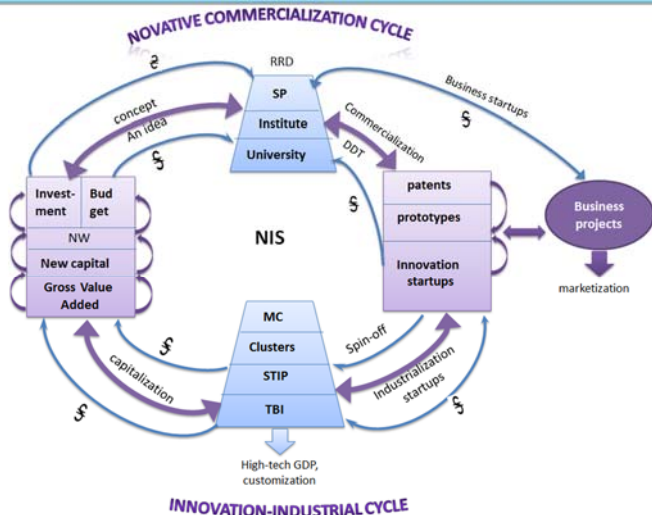 NOVATIVE COMMERCIALIZATION CYCLE
RRD
SP
Institute
University
concept
An idea
Commercialization
DDT
Business startups
Invest-
ment
Bud
get
NW
New capital
Gross Value
Added
NIS
patents
prototypes
Innovation
startups
Business
projects
marketization
MC
Clusters
STIP
TBI
capitalization
Spin-off
Industrialization
startups
High-tech GDP,
customization
INNOVATION-INDUSTRIAL CYCLE